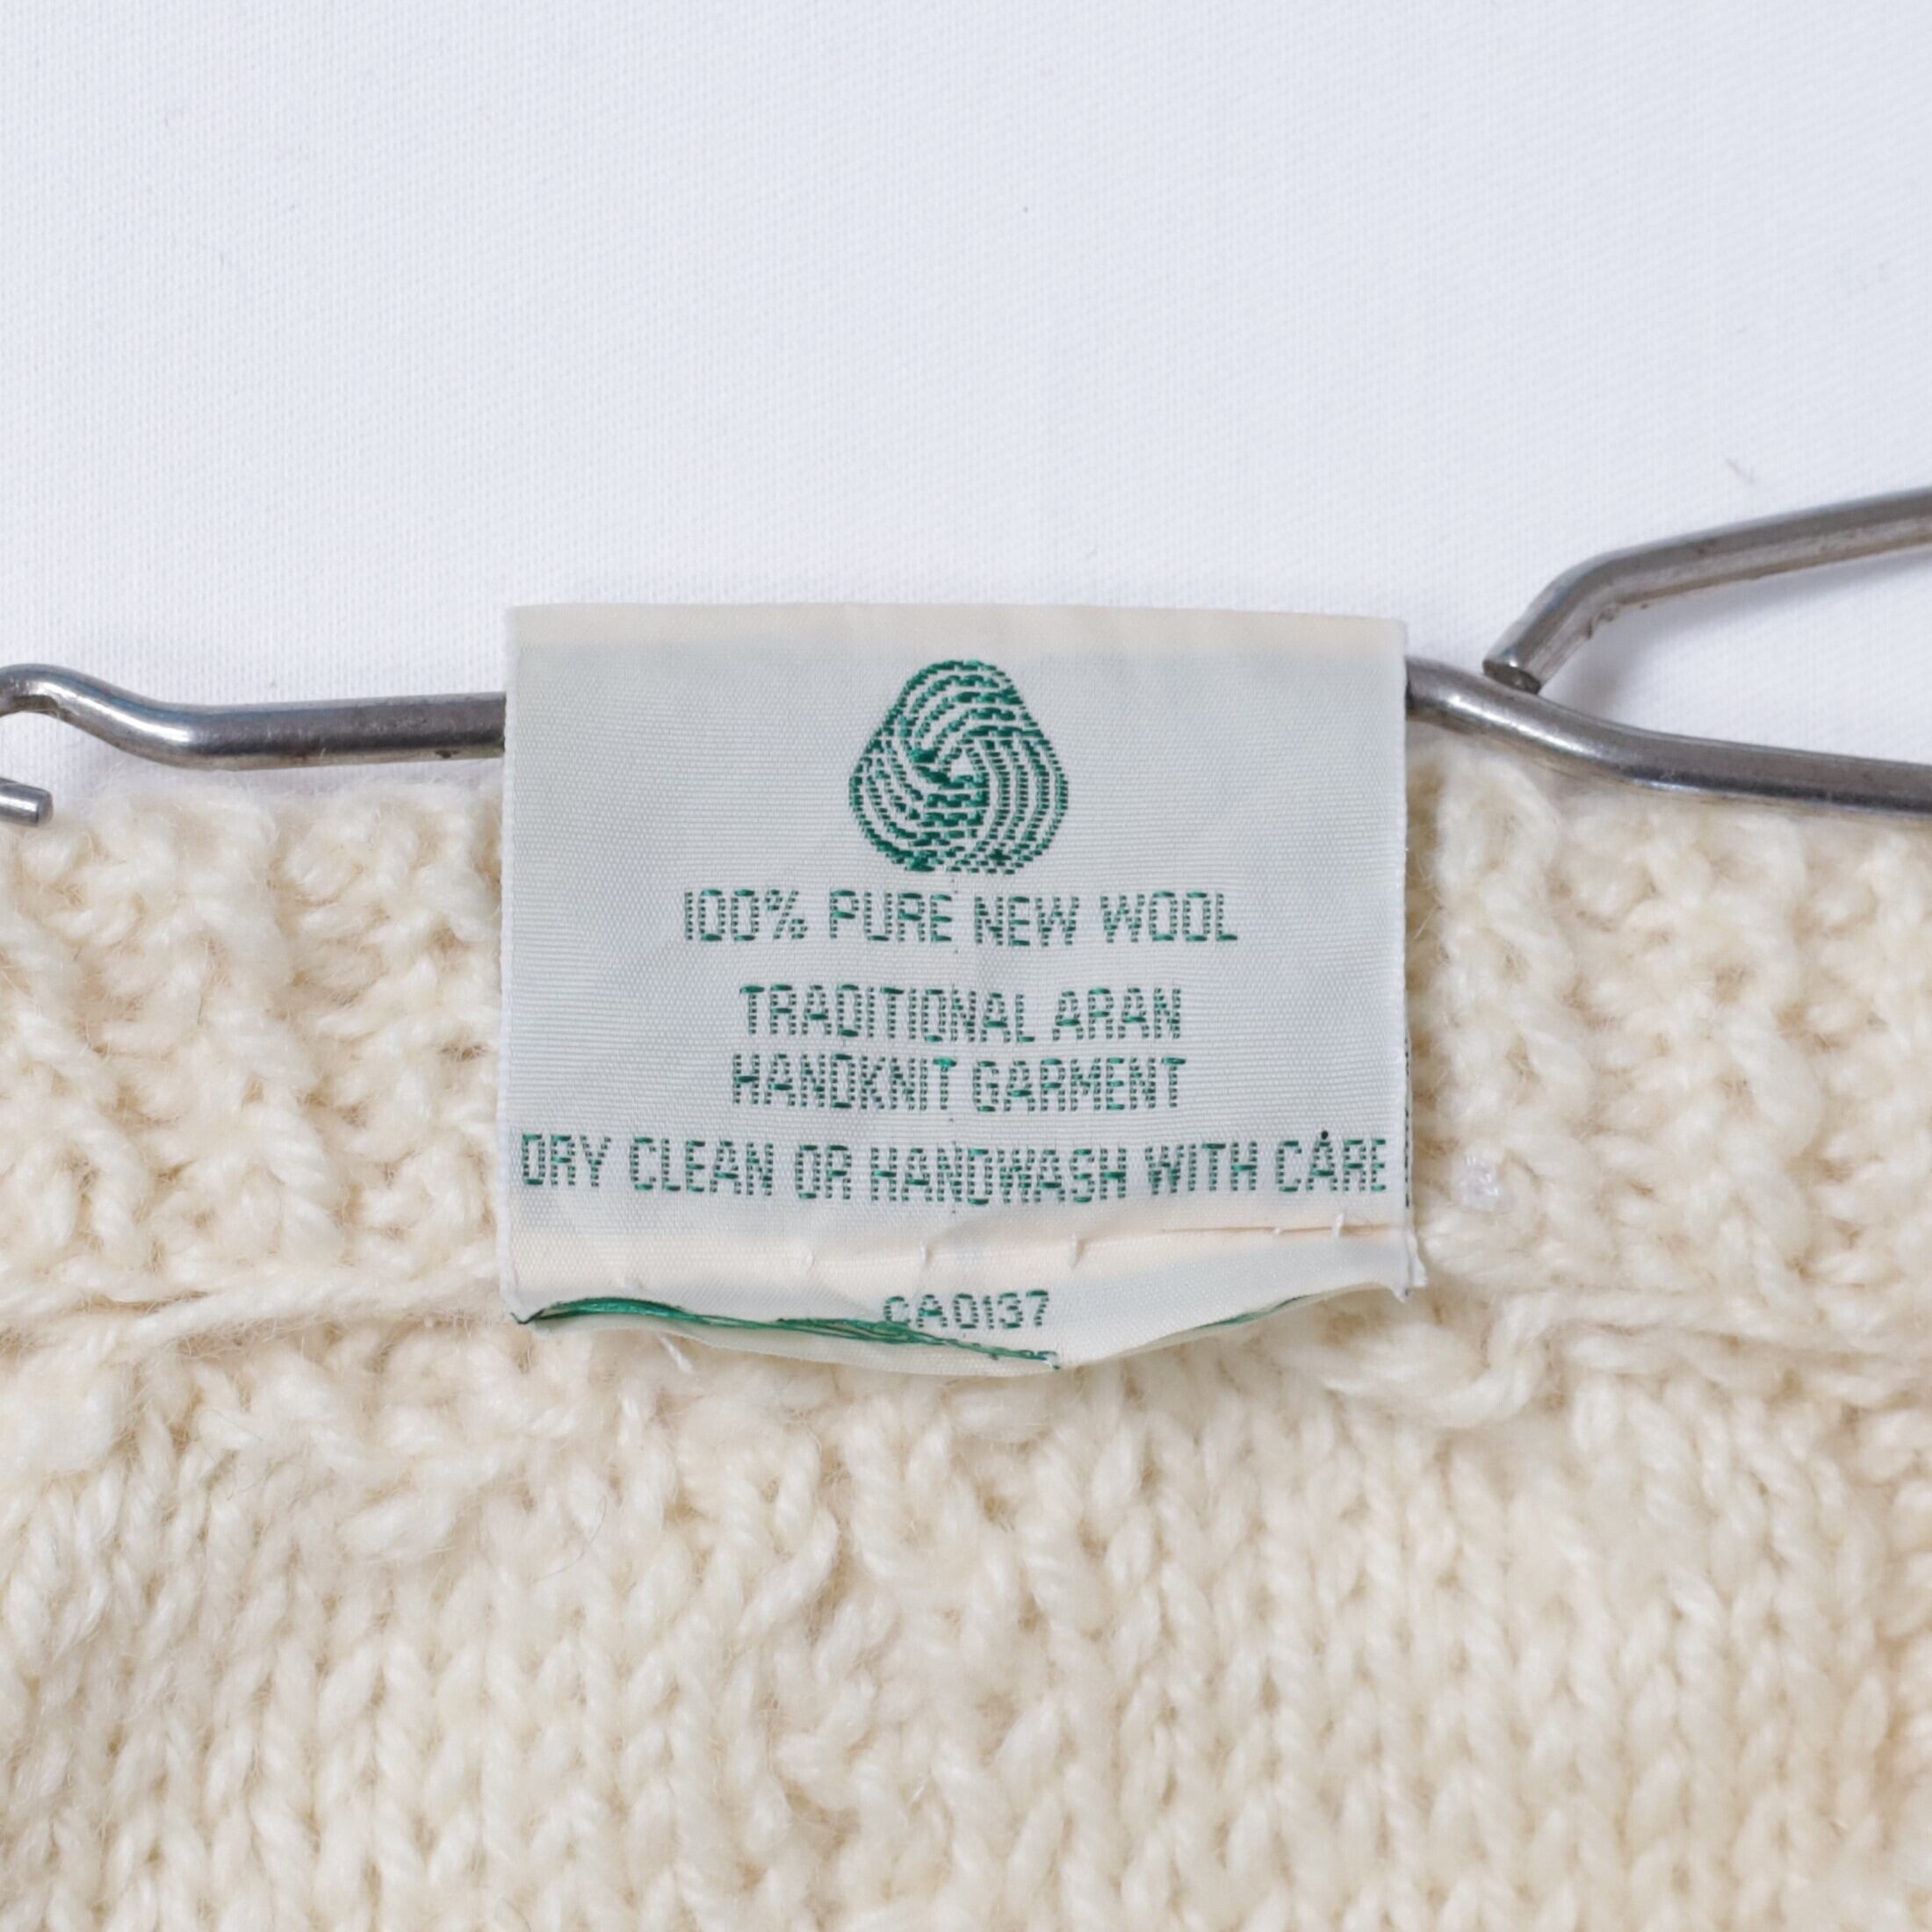 100% PURE NEW WOOL
TRADITIONAL ARAN
HANDKNIT GARMENT
DRY CLEAN OR HANDWASH WITH CARE
CA0137